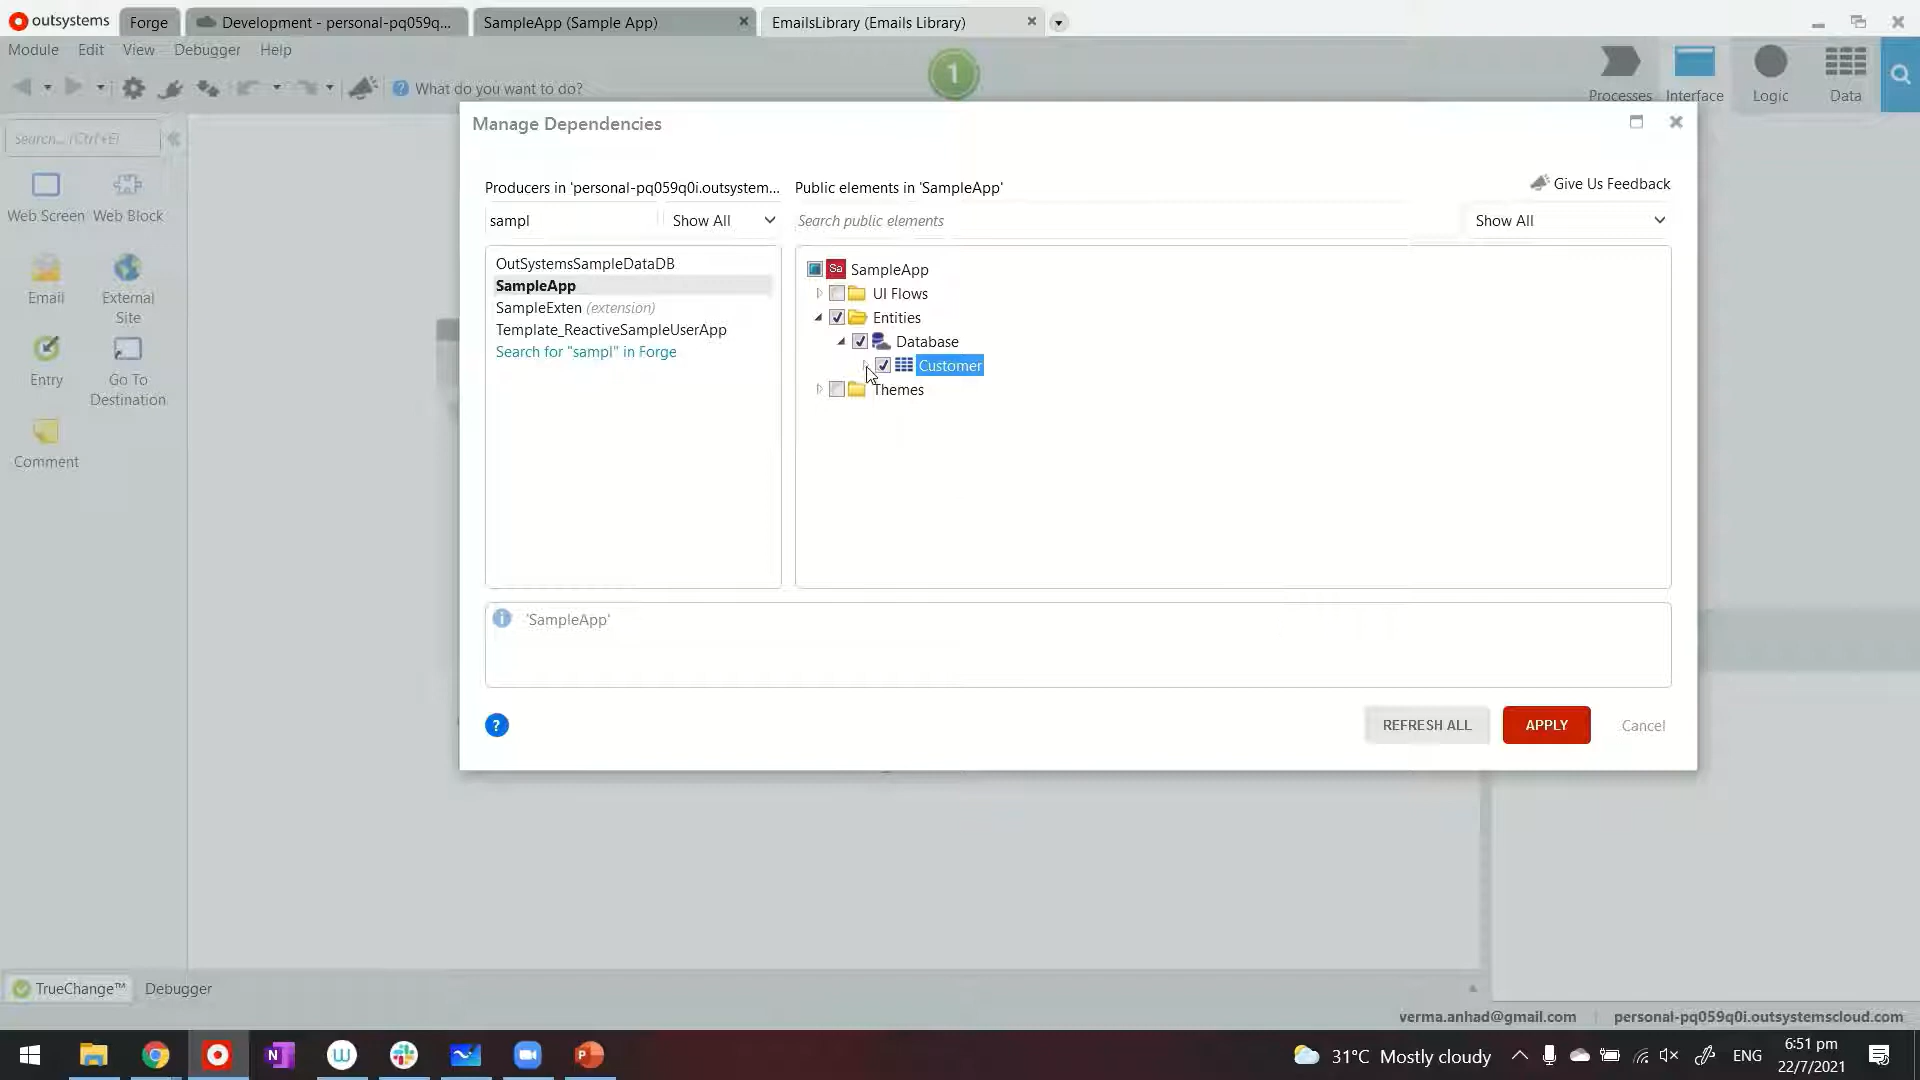 outsystems
Forge
Development - personal-pq059q...
SampleApp (Sample App)
EmailsLibrary (Emails Library)
Module
Edit
View
Debugger
Help
What do you want to do?
1
Processes
Interface
Logic
Data
Search... (Ctrl+E)
Web Screen
Web Block
Email
External
Site
Entry
Go To
Destination
Comment
Manage Dependencies
Give Us Feedback
Producers in 'personal-pq059q0i.outsystem...
Public elements in 'SampleApp'
sampl
Show All
Search public elements
Show All
OutSystemsSampleDataDB
SampleApp
SampleExten (extension)
Template_ReactiveSampleUserApp
Search for "sampl" in Forge
Sa SampleApp
UI Flows
Entities
Database
Customer
Themes
'SampleApp'
?
REFRESH ALL
APPLY
Cancel
TrueChange™
Debugger
verma.anhad@gmail.com
personal-pq059q0i.outsystemscloud.com
31°C Mostly cloudy
ENG
6:51 pm
22/7/2021